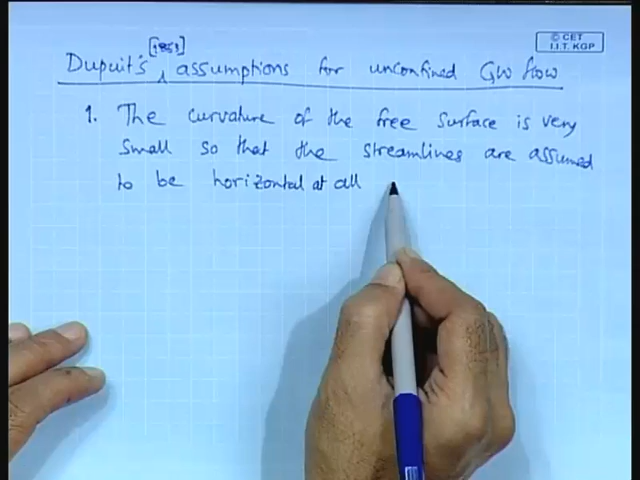 [1863]
© CET
I.I.T. KGP
Dupuit's assumptions for unconfined GW flow
1. The curvature of the free surface is very
small so that the streamlines are assumed
to be horizontal at all